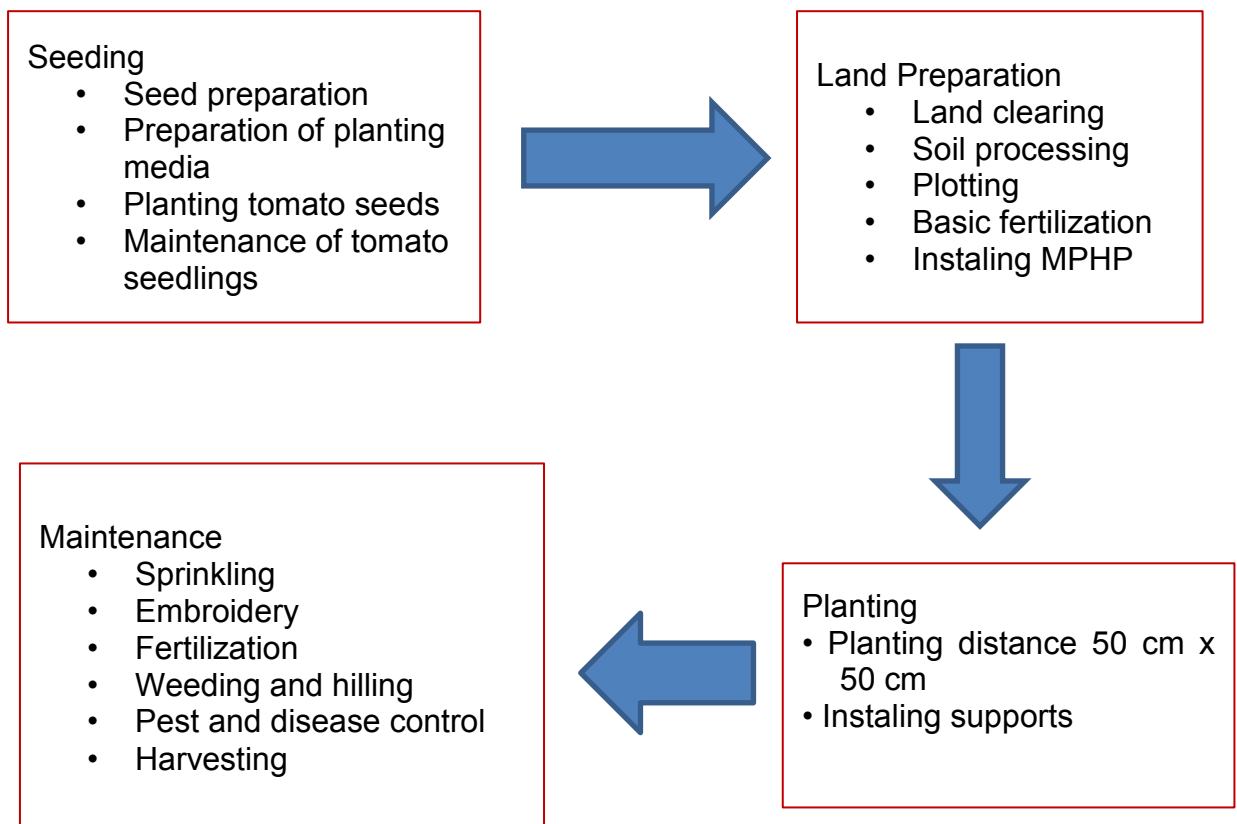 Seeding
• Seed preparation
• Preparation of planting
media
• Planting tomato seeds
• Maintenance of tomato
seedlings
Land Preparation
• Land clearing
• Soil processing
• Plotting
• Basic fertilization
• Instaling MPHP
Planting
• Planting distance 50 cm x
50 cm
• Instaling supports
Maintenance
• Sprinkling
• Embroidery
• Fertilization
• Weeding and hilling
• Pest and disease control
• Harvesting